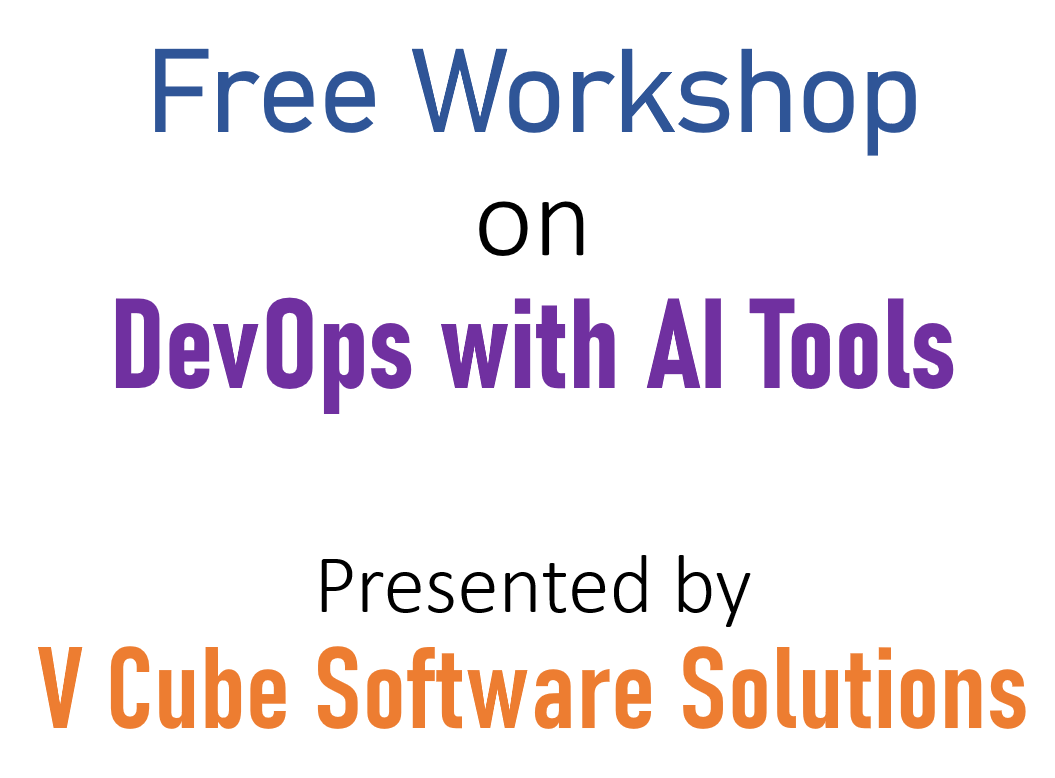 Free Workshop
on
DevOps with AI Tools
Presented by
V Cube Software Solutions